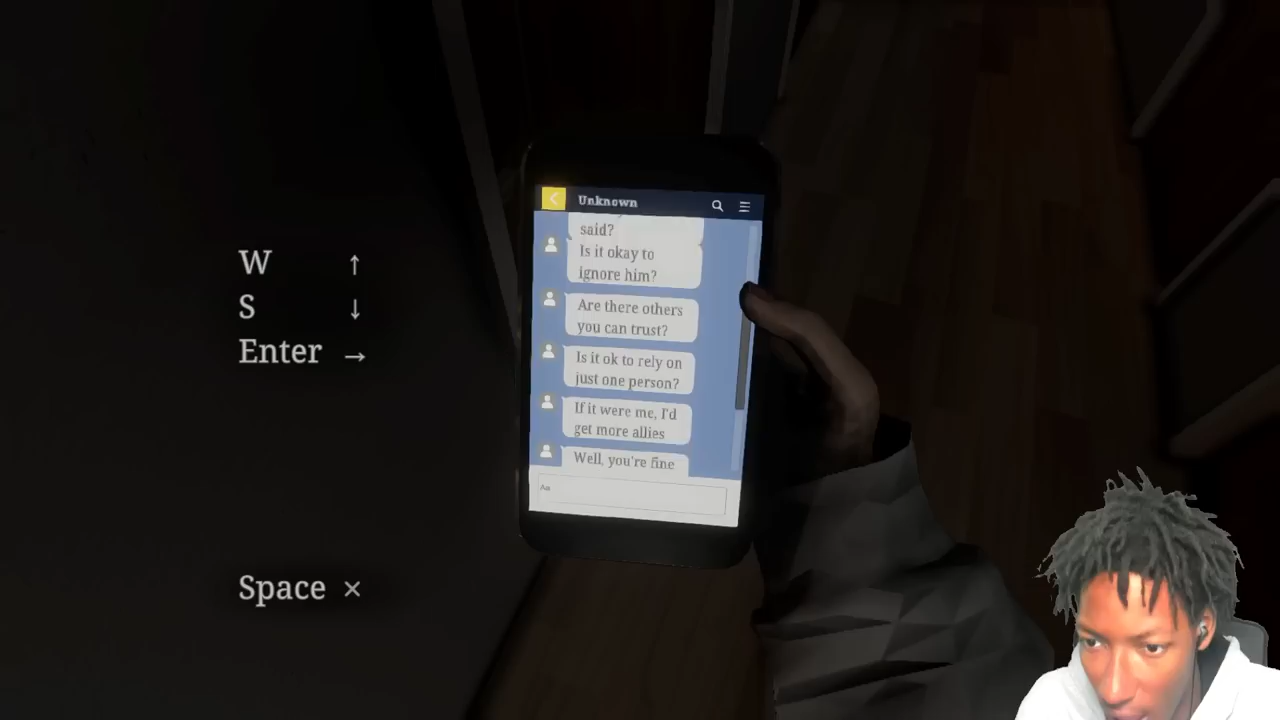 Unknown
said?
Is it okay to
ignore him?
Are there others
you can trust?
Is it ok to rely on
just one person?
If it were me, I'd
get more allies
Well, you're fine
Aa
W ↑
S ↓
Enter →
Space ×